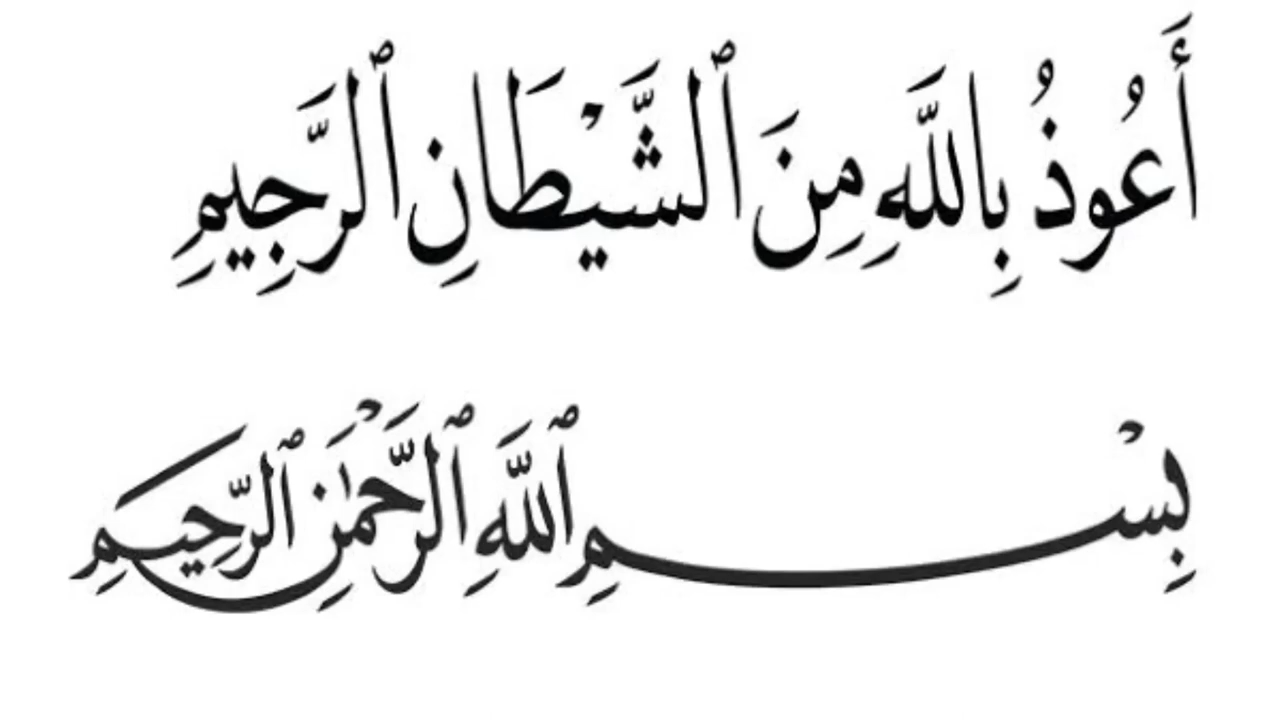 أَعُوذُ بِاللَّهِ مِنَ ٱلشَّيْطَانِ ٱلرَّجِيمِ
بِسْمِ ٱللَّهِ ٱلرَّحْمَٰنِ ٱلرَّحِيمِ